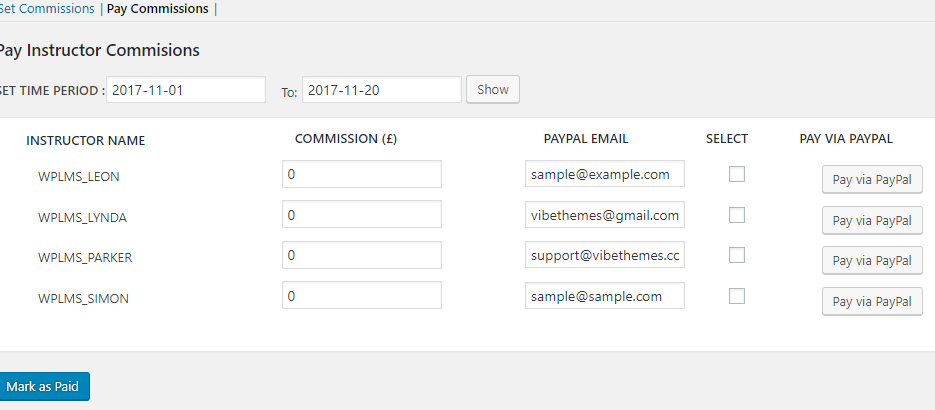 Set Commissions | Pay Commissions |
Pay Instructor Commisions
SET TIME PERIOD : 2017-11-01 To: 2017-11-20 Show
INSTRUCTOR NAME COMMISSION (£) PAYPAL EMAIL SELECT PAY VIA PAYPAL
WPLMS_LEON 0 sample@example.com Pay via PayPal
WPLMS_LYNDA 0 vibethemes@gmail.com Pay via PayPal
WPLMS_PARKER 0 support@vibethemes.cc Pay via PayPal
WPLMS_SIMON 0 sample@sample.com Pay via PayPal
Mark as Paid